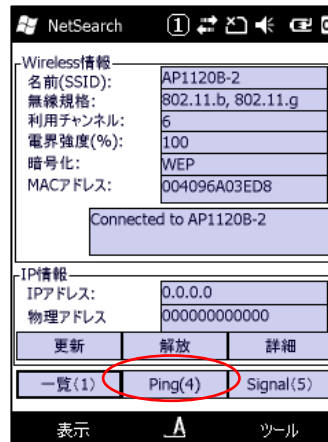 NetSearch 1
Wireless情報
名前(SSID): AP1120B-2
無線規格: 802.11.b, 802.11.g
利用チャンネル: 6
電界強度(%): 100
暗号化: WEP
MACアドレス: 004096A03ED8
Connected to AP1120B-2
IP情報
IPアドレス: 0.0.0.0
物理アドレス 000000000000
更新 解放 詳細
一覧(1) Ping(4) Signal(5)
表示 A ツール